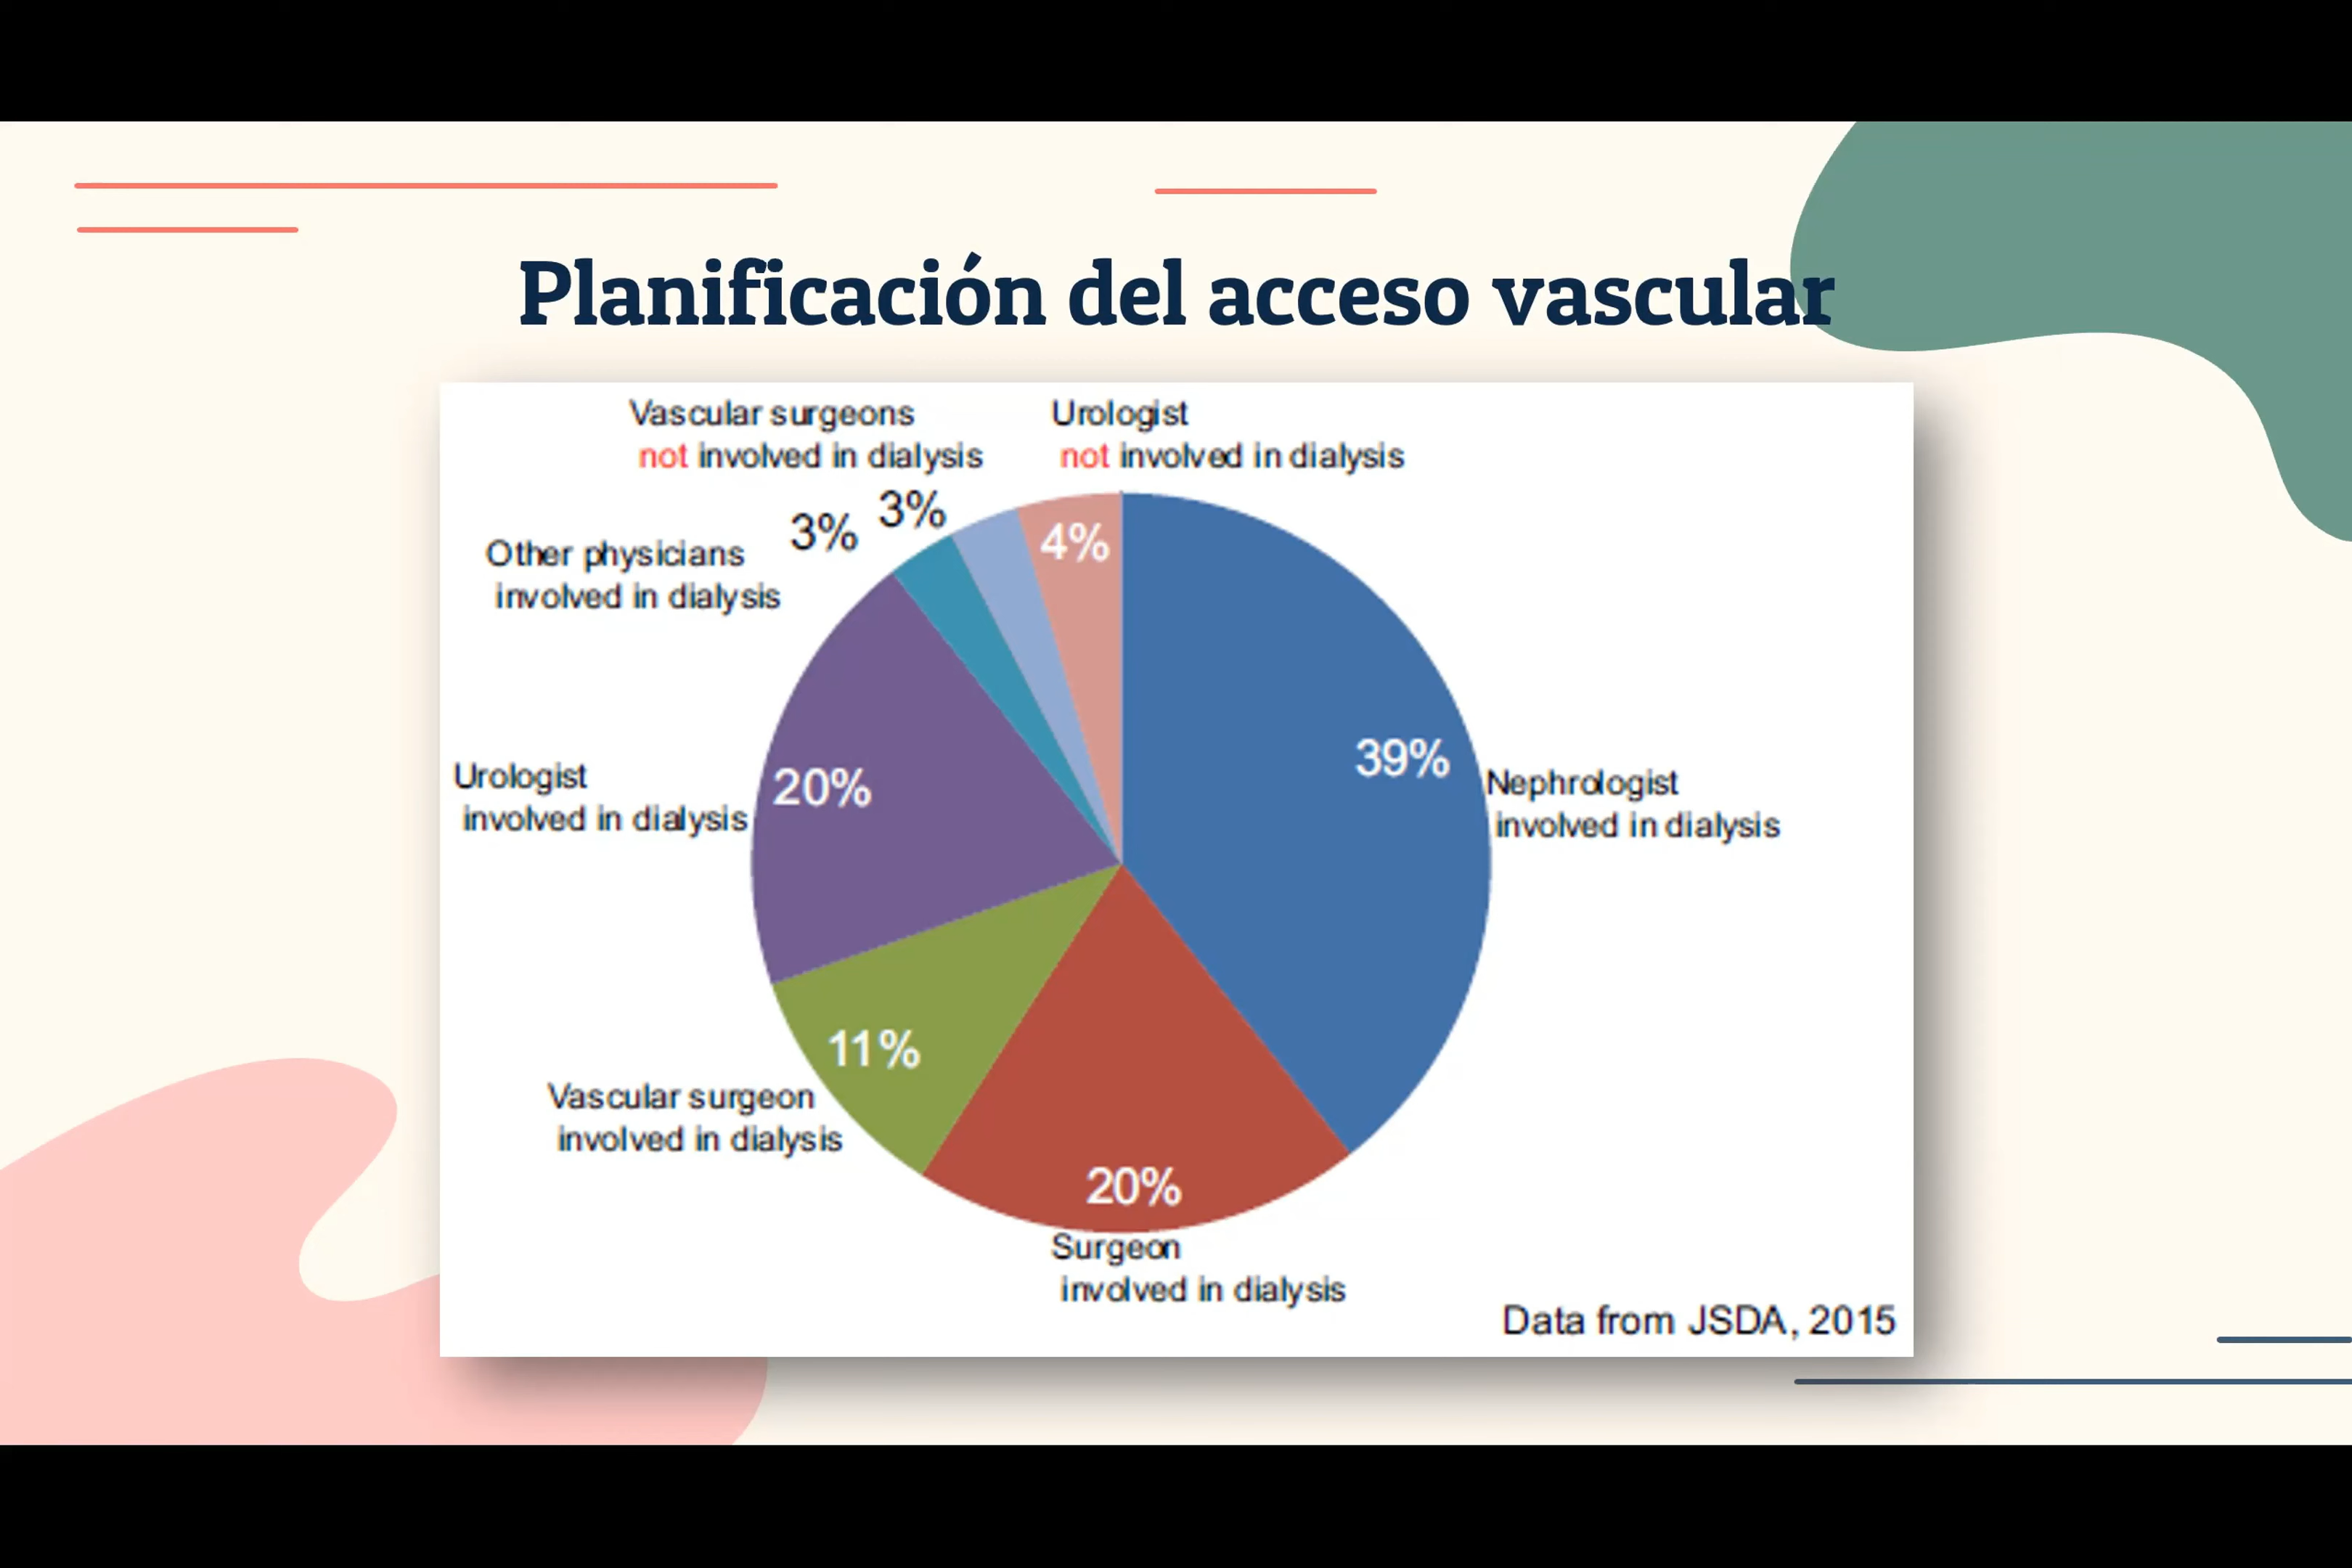 Planificación del acceso vascular
Vascular surgeons
not involved in dialysis
Urologist
not involved in dialysis
3%
3%
4%
Other physicians
involved in dialysis
39%
Nephrologist
involved in dialysis
Urologist
involved in dialysis
20%
11%
Vascular surgeon
involved in dialysis
20%
Surgeon
involved in dialysis
Data from JSDA, 2015